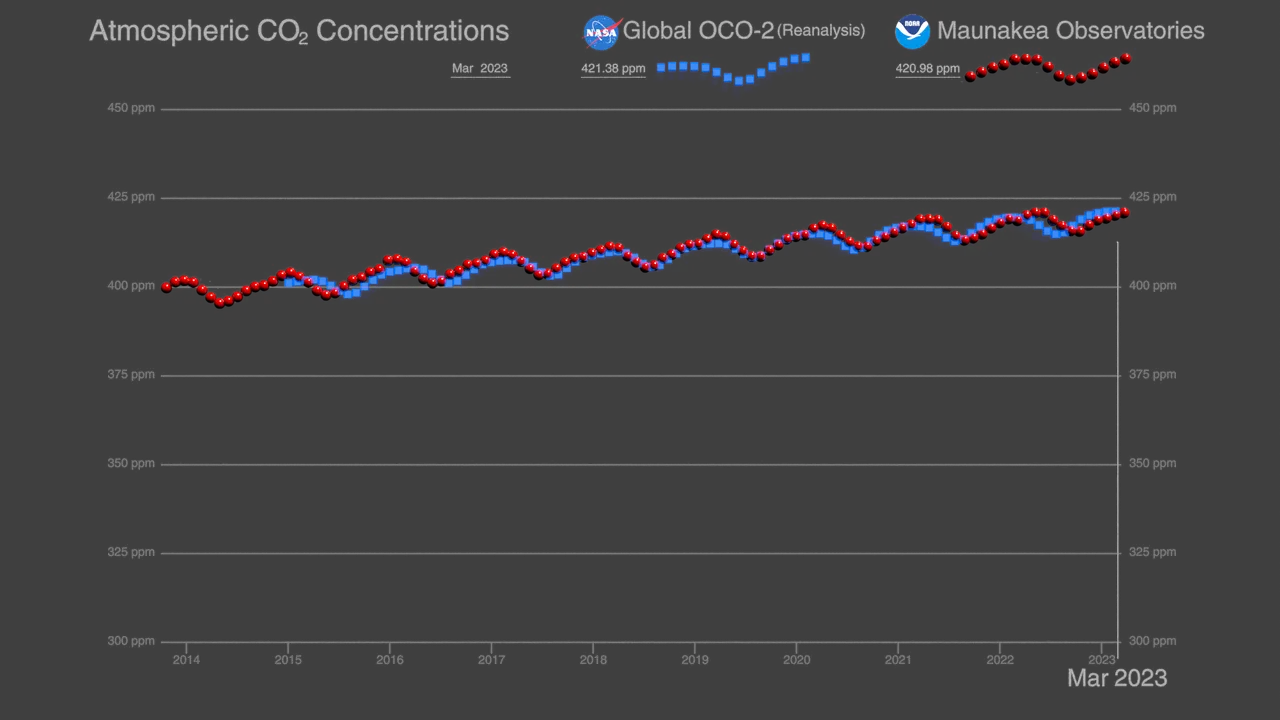 Atmospheric CO₂ Concentrations
NASA Global OCO-2 (Reanalysis)
NOAA Maunakea Observatories
Mar 2023
421.38 ppm
420.98 ppm
450 ppm 450 ppm
425 ppm 425 ppm
400 ppm 400 ppm
375 ppm 375 ppm
350 ppm 350 ppm
325 ppm 325 ppm
300 ppm 300 ppm
2014 2015 2016 2017 2018 2019 2020 2021 2022 2023
Mar 2023